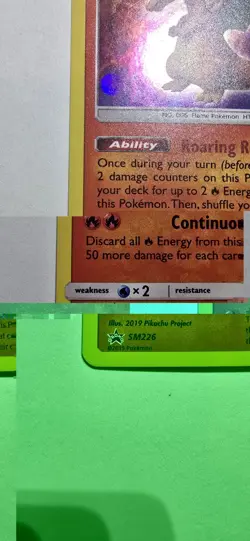 NO. 006 Flame Pokémon HT
Ability Roaring R
Once during your turn (before
2 damage counters on this P
your deck for up to 2 Energ
this Pokémon. Then, shuffle yo
Continuo
Discard all Energy from this
50 more damage for each car
weakness × 2 resistance
Illus. 2019 Pikachu Project
SM226
©2019 Pokémon